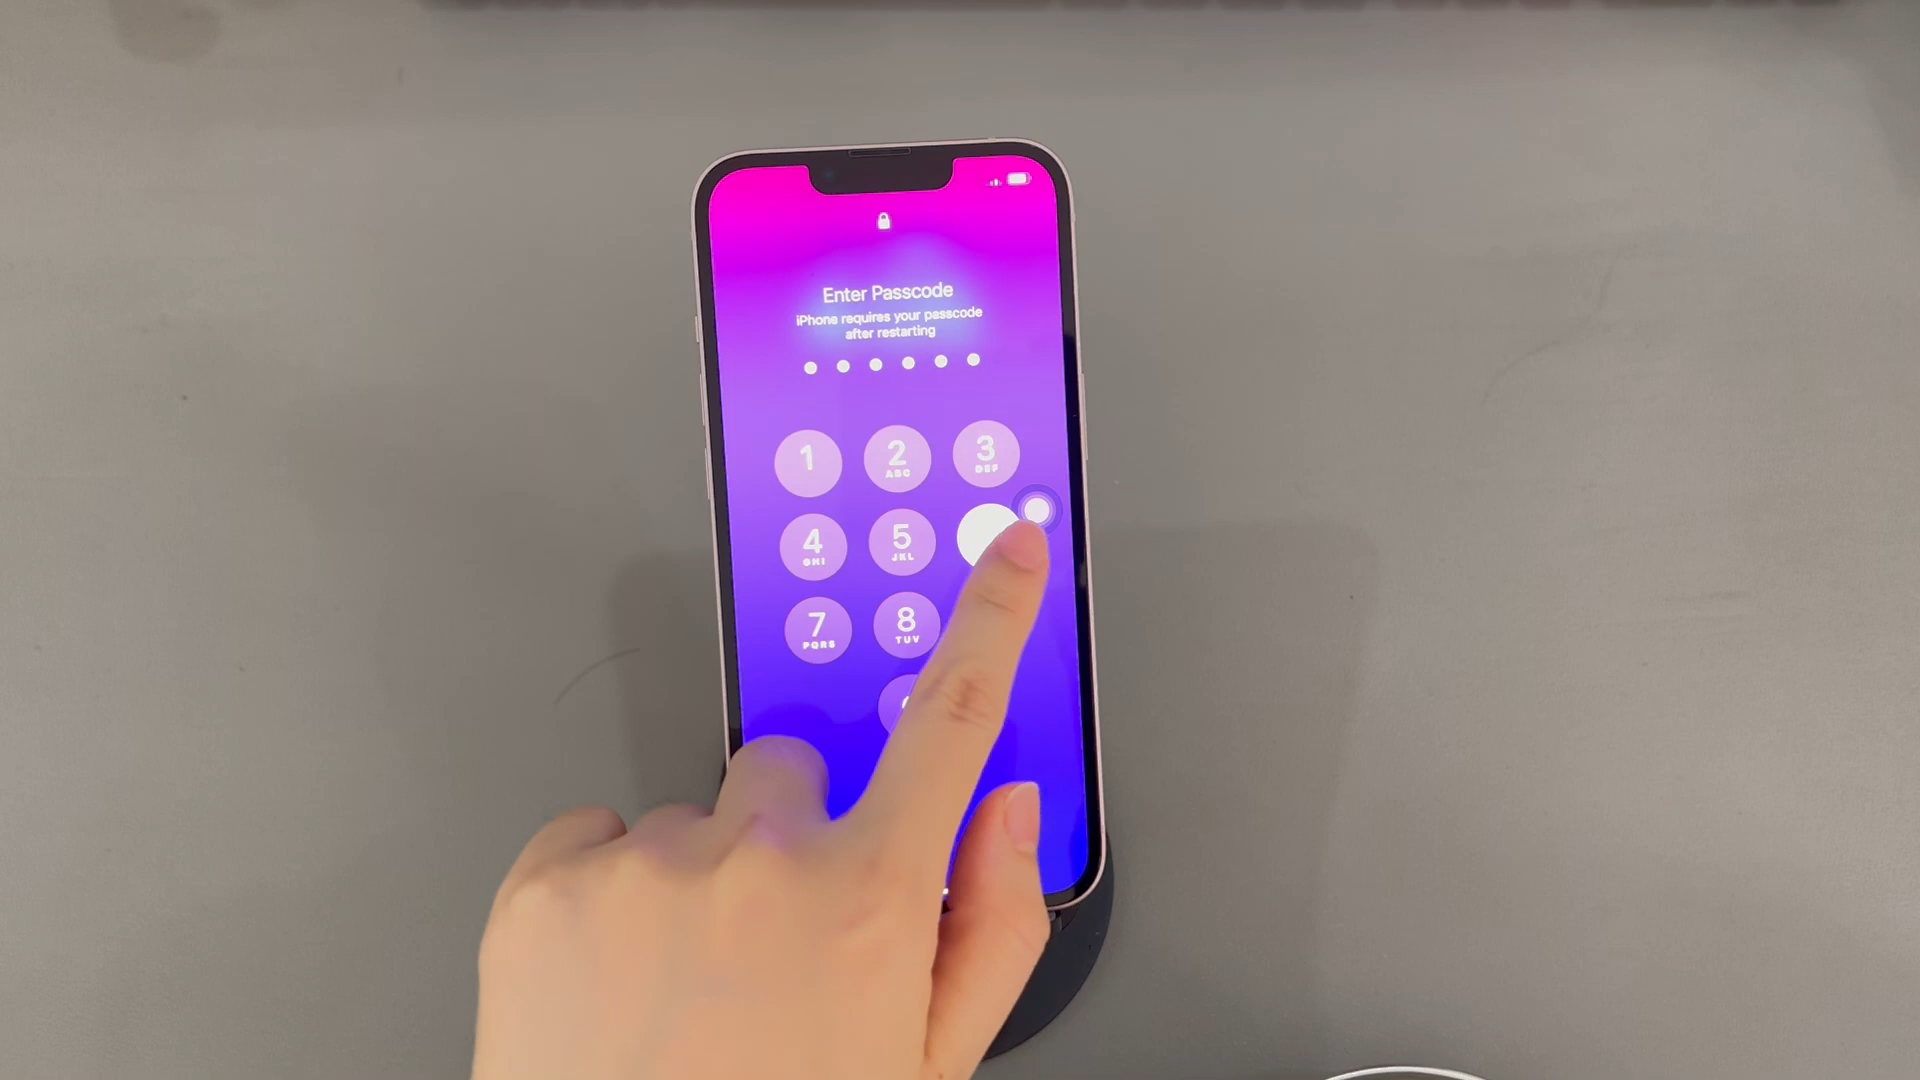 Enter Passcode
iPhone requires your passcode
after restarting
1 2 3
ABC DEF
4 5
GHI JKL
7 8
PQRS TUV